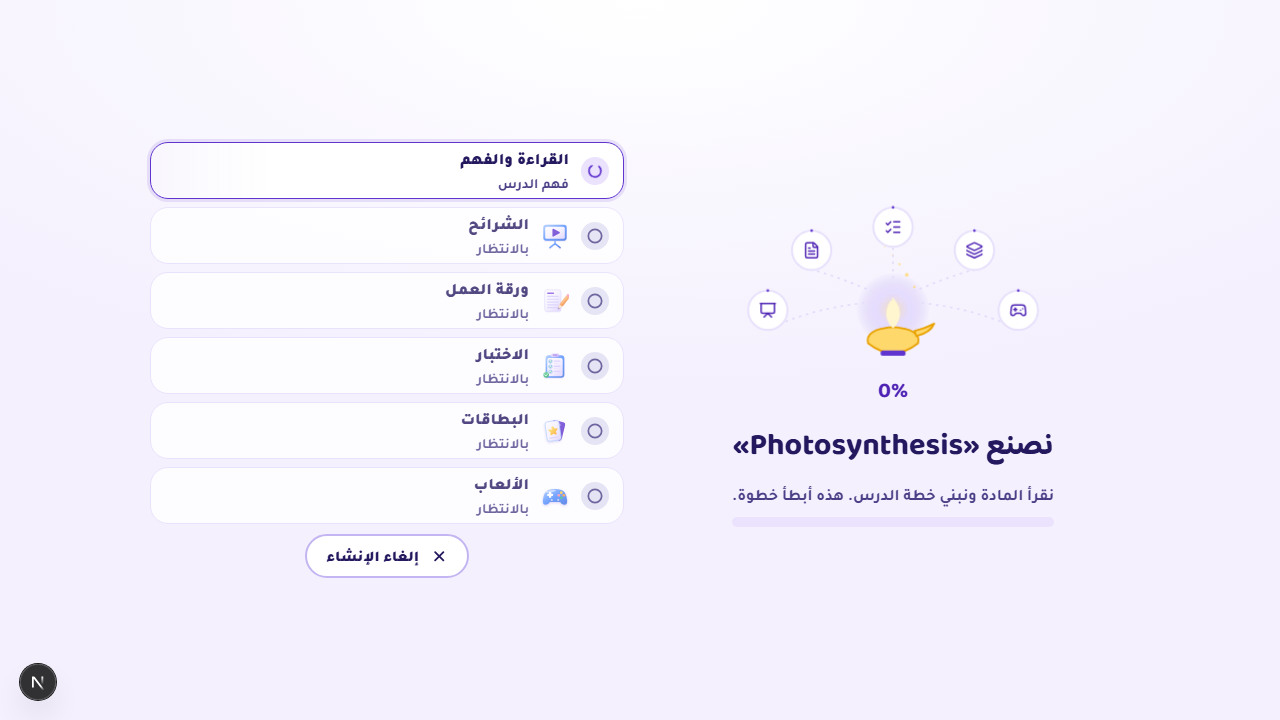 القراءة والفهم
فهم الدرس
الشرائح
بالانتظار
ورقة العمل
بالانتظار
الاختبار
بالانتظار
البطاقات
بالانتظار
الألعاب
بالانتظار
إلغاء الإنشاء
0%
نصنع «Photosynthesis»
نقرأ المادة ونبني خطة الدرس. هذه أبطأ خطوة.
N